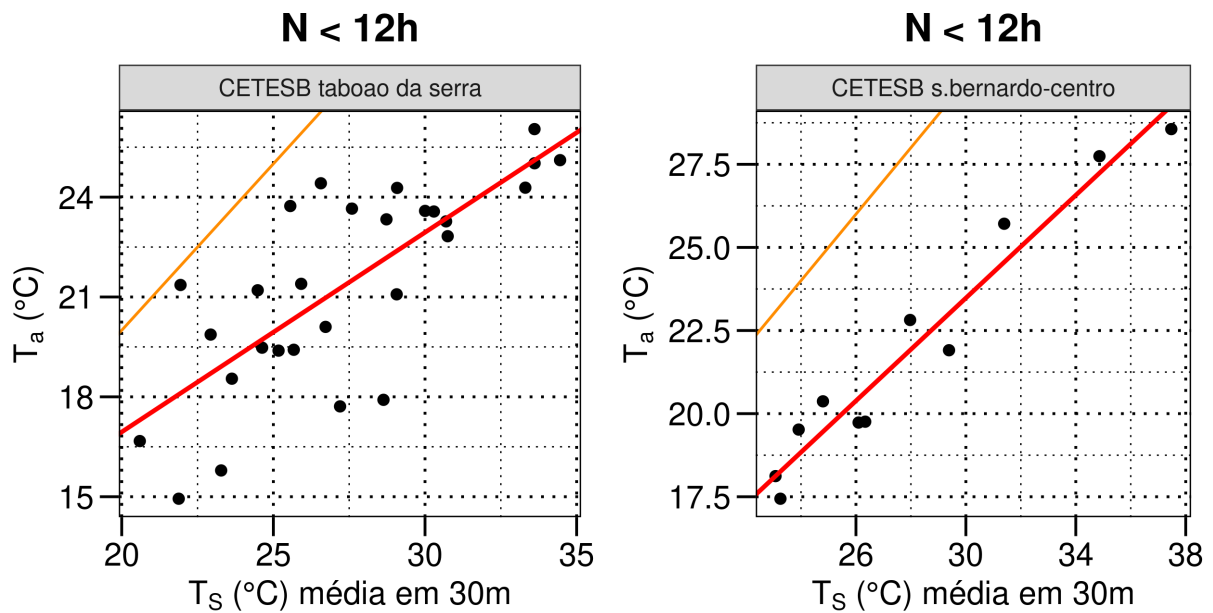 N < 12h
CETESB taboao da serra
24
21
18
15
Ta (°C)
20 25 30 35
TS (°C) média em 30m
N < 12h
CETESB s.bernardo-centro
27.5
25.0
22.5
20.0
17.5
Ta (°C)
26 30 34 38
TS (°C) média em 30m